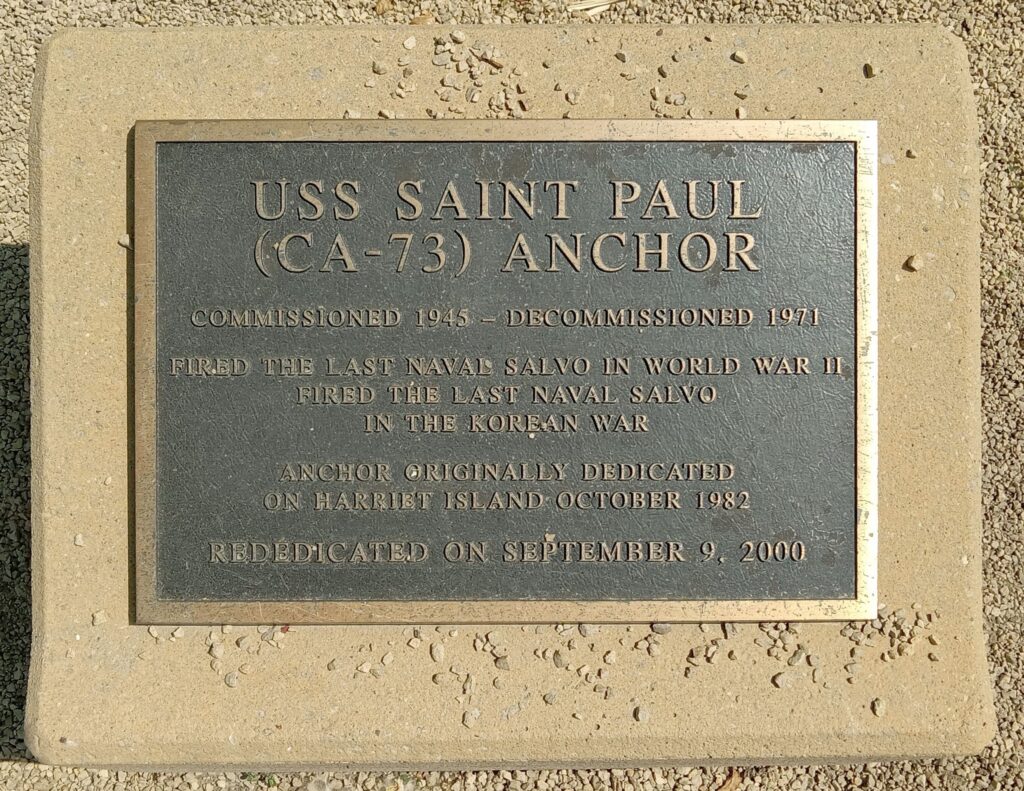 USS SAINT PAUL
(CA-73) ANCHOR
COMMISSIONED 1945 – DECOMMISSIONED 1971
FIRED THE LAST NAVAL SALVO IN WORLD WAR II
FIRED THE LAST NAVAL SALVO
IN THE KOREAN WAR
ANCHOR ORIGINALLY DEDICATED
ON HARRIET ISLAND OCTOBER 1982
REDEDICATED ON SEPTEMBER 9, 2000